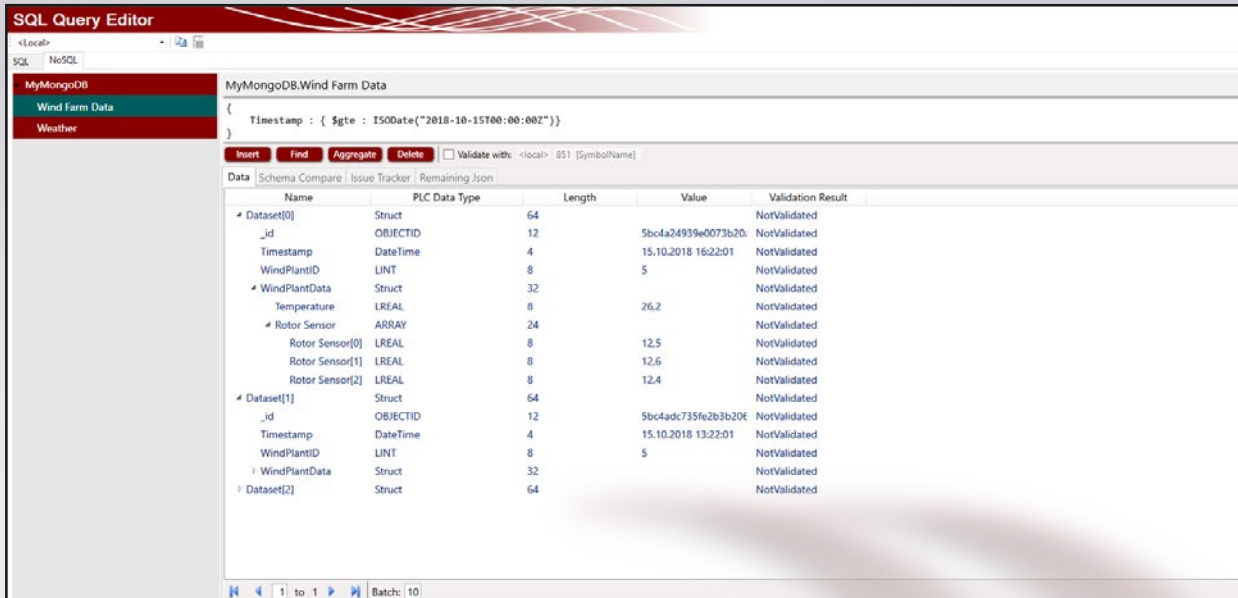 SQL Query Editor
<Local>
SQL NoSQL
MyMongoDB
Wind Farm Data
Weather
MyMongoDB.Wind Farm Data
{
Timestamp : { $gte : ISODate("2018-10-15T00:00:00Z")}
}
Insert Find Aggregate Delete Validate with: <local> 851 [SymbolName]
Data Schema Compare Issue Tracker Remaining Json
Name PLC Data Type Length Value Validation Result
Dataset[0] Struct 64 NotValidated
_id OBJECTID 12 5bc4a24939e0073b20 NotValidated
Timestamp DateTime 4 15.10.2018 16:22:01 NotValidated
WindPlantID LINT 8 5 NotValidated
WindPlantData Struct 32 NotValidated
Temperature LREAL 8 26,2 NotValidated
Rotor Sensor ARRAY 24 NotValidated
Rotor Sensor[0] LREAL 8 12,5 NotValidated
Rotor Sensor[1] LREAL 8 12,6 NotValidated
Rotor Sensor[2] LREAL 8 12,4 NotValidated
Dataset[1] Struct 64 NotValidated
_id OBJECTID 12 5bc4adc735fe2b3b206 NotValidated
Timestamp DateTime 4 15.10.2018 13:22:01 NotValidated
WindPlantID LINT 8 5 NotValidated
WindPlantData Struct 32 NotValidated
Dataset[2] Struct 64 NotValidated
1 to 1 Batch: 10